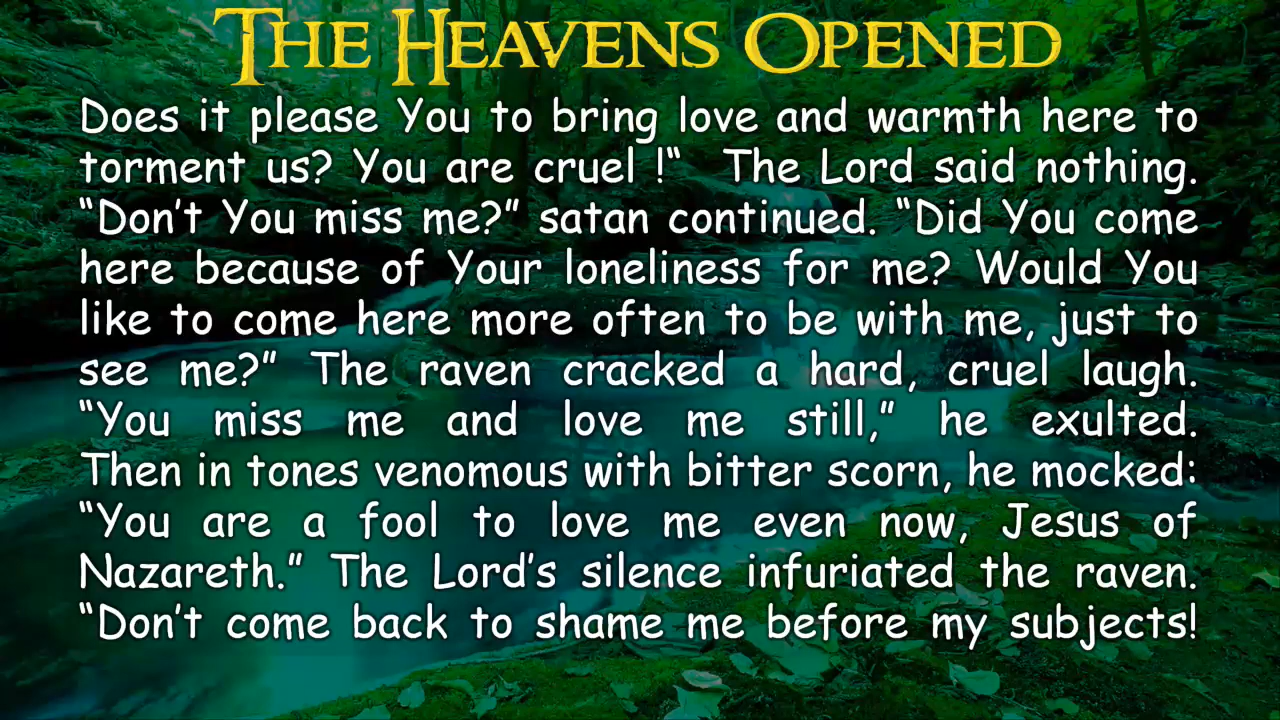 THE HEAVENS OPENED
Does it please You to bring love and warmth here to
torment us? You are cruel !“ The Lord said nothing.
“Don’t You miss me?” satan continued. “Did You come
here because of Your loneliness for me? Would You
like to come here more often to be with me, just to
see me?” The raven cracked a hard, cruel laugh.
“You miss me and love me still,” he exulted.
Then in tones venomous with bitter scorn, he mocked:
“You are a fool to love me even now, Jesus of
Nazareth.” The Lord’s silence infuriated the raven.
“Don’t come back to shame me before my subjects!